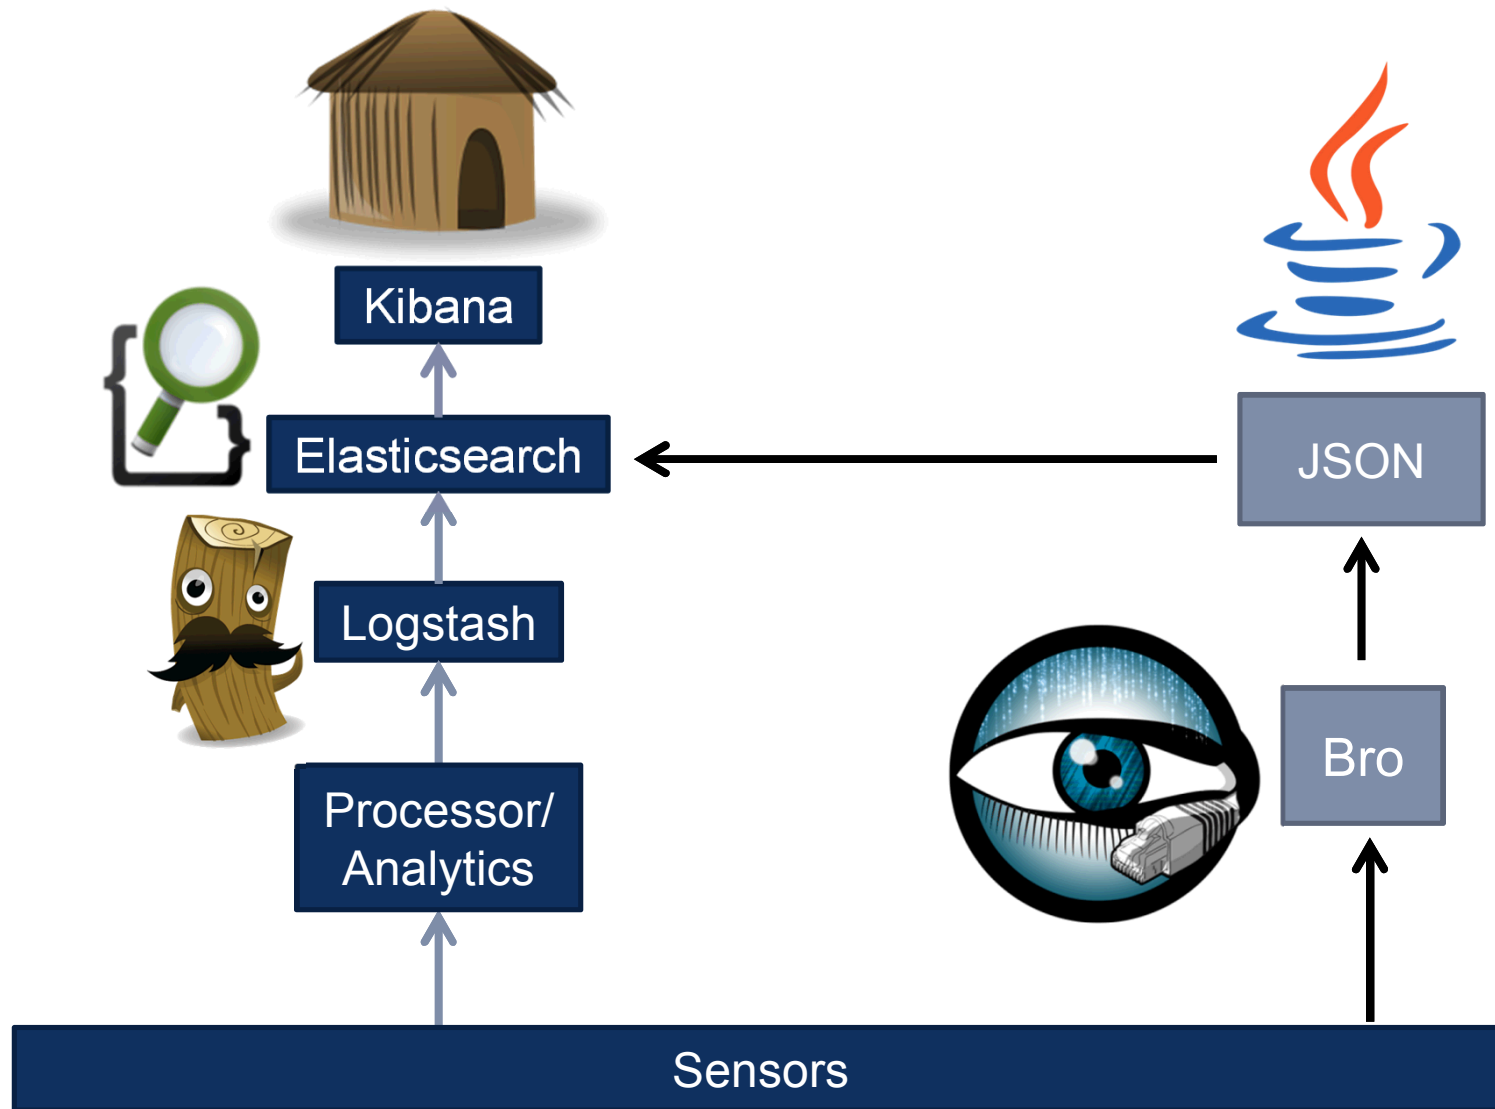 Kibana
Elasticsearch
JSON
Logstash
Bro
Processor/
Analytics
Sensors